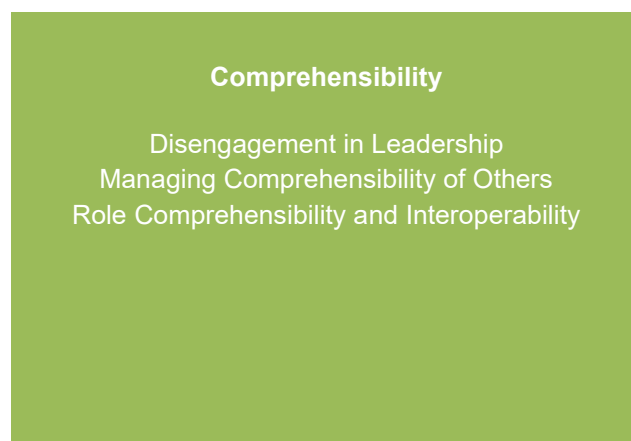 Comprehensibility
Disengagement in Leadership
Managing Comprehensibility of Others
Role Comprehensibility and Interoperability